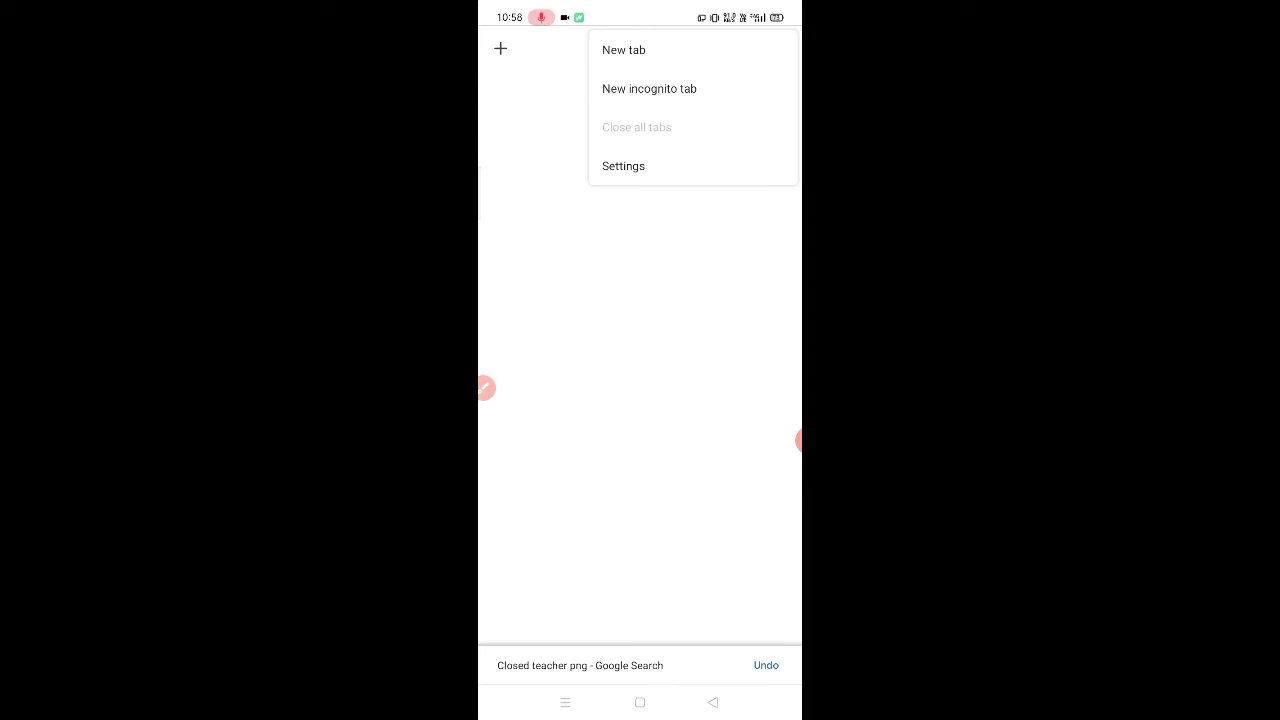 10:58
New tab
New incognito tab
Close all tabs
Settings
Closed teacher png - Google Search
Undo